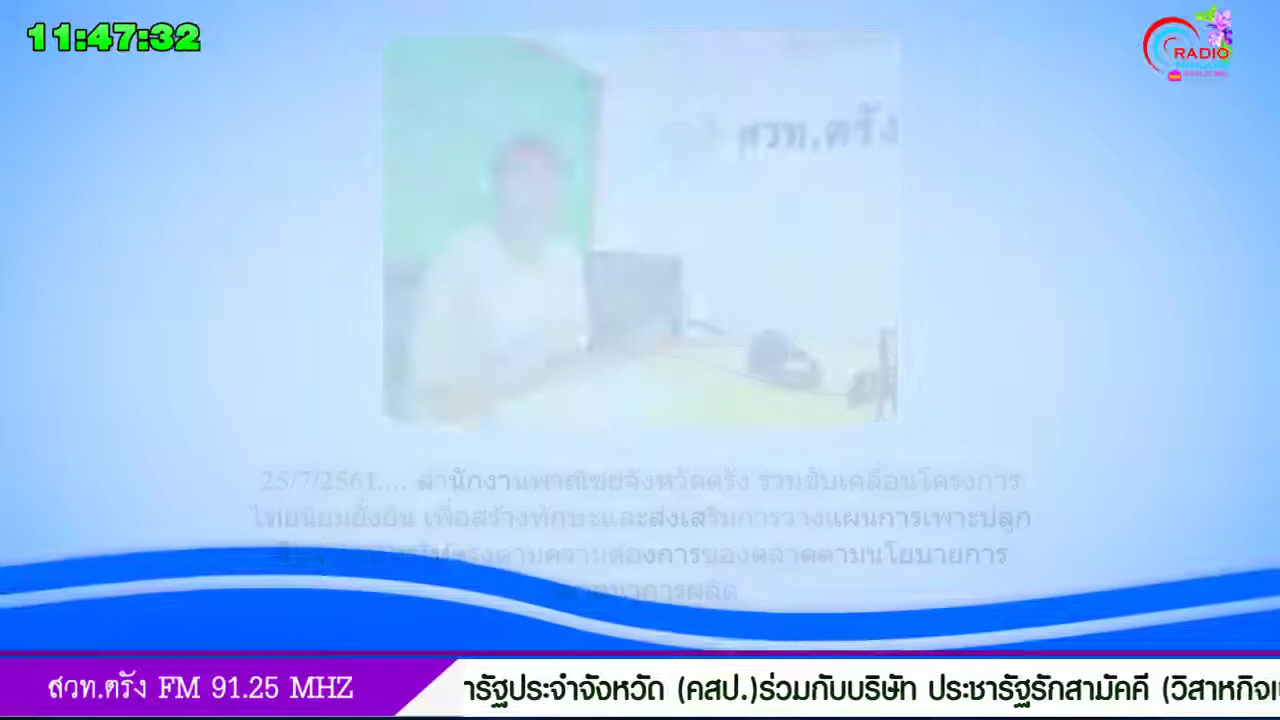 11:47:32
RADIO
สวท.ตรัง
25/7/2561.... สำนักงานพาณิชย์จังหวัดตรัง ร่วมขับเคลื่อนโครงการ
ไทยนิยมยั่งยืน เพื่อสร้างทักษะและส่งเสริมการวางแผนการเพาะปลูก
ให้ตรงตามความต้องการของตลาดตามนโยบายการ
การผลิต
สวท.ตรัง FM 91.25 MHZ
ารัฐประจำจังหวัด (คสป.)ร่วมกับบริษัท ประชารัฐรักสามัคคี (วิสาหกิจเ